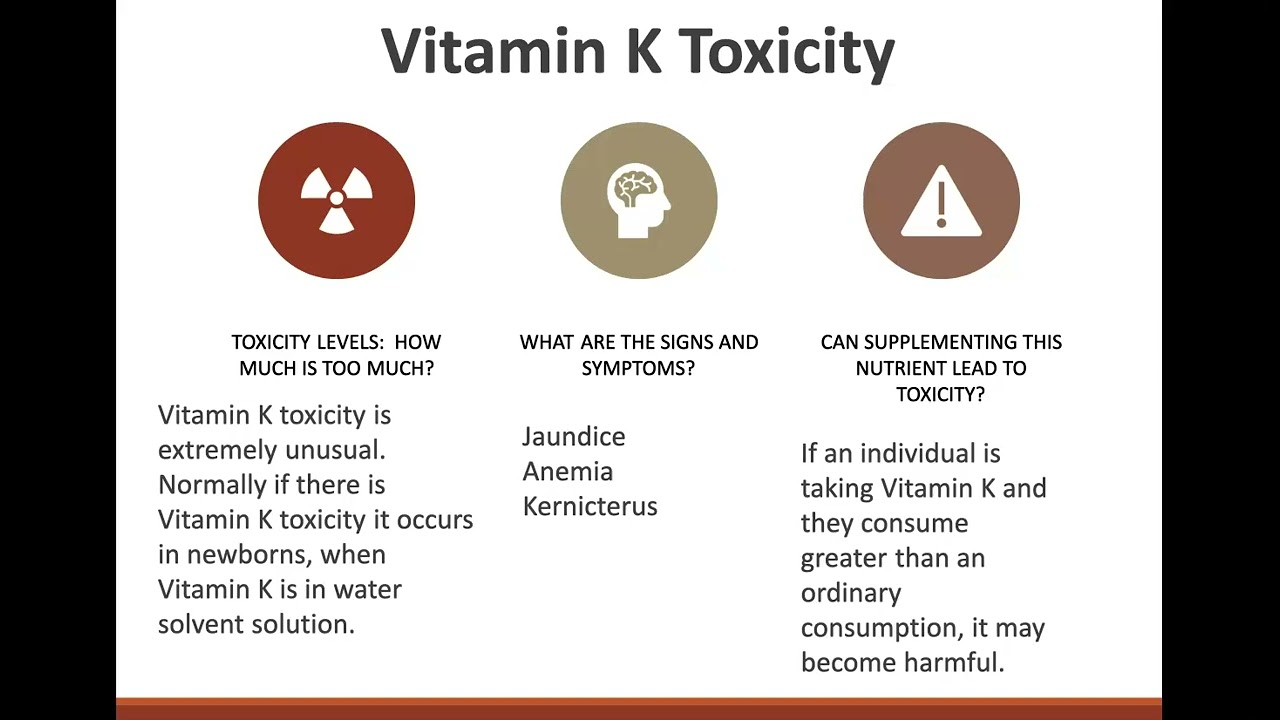 Vitamin K Toxicity
TOXICITY LEVELS: HOW
MUCH IS TOO MUCH?
Vitamin K toxicity is
extremely unusual.
Normally if there is
Vitamin K toxicity it occurs
in newborns, when
Vitamin K is in water
solvent solution.
WHAT ARE THE SIGNS AND
SYMPTOMS?
Jaundice
Anemia
Kernicterus
CAN SUPPLEMENTING THIS
NUTRIENT LEAD TO
TOXICITY?
If an individual is
taking Vitamin K and
they consume
greater than an
ordinary
consumption, it may
become harmful.